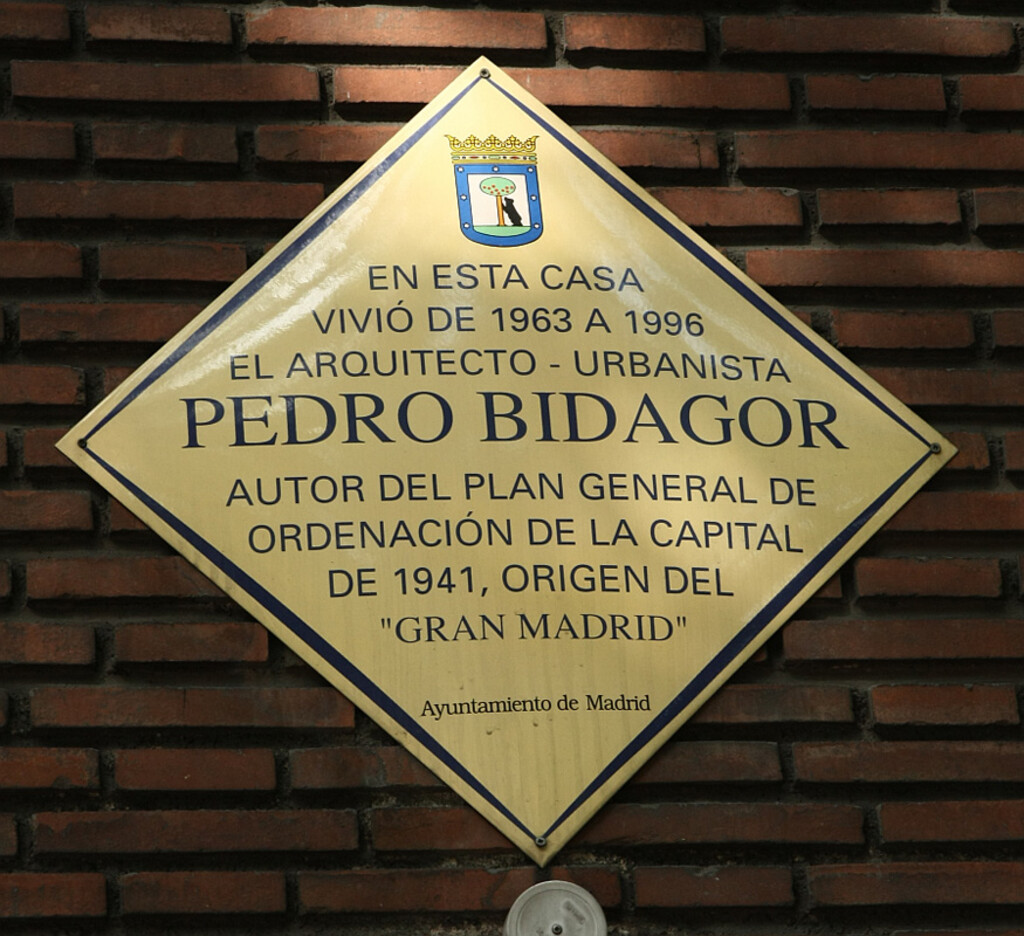 EN ESTA CASA
VIVIÓ DE 1963 A 1996
EL ARQUITECTO - URBANISTA
PEDRO BIDAGOR
AUTOR DEL PLAN GENERAL DE
ORDENACIÓN DE LA CAPITAL
DE 1941, ORIGEN DEL
"GRAN MADRID"
Ayuntamiento de Madrid